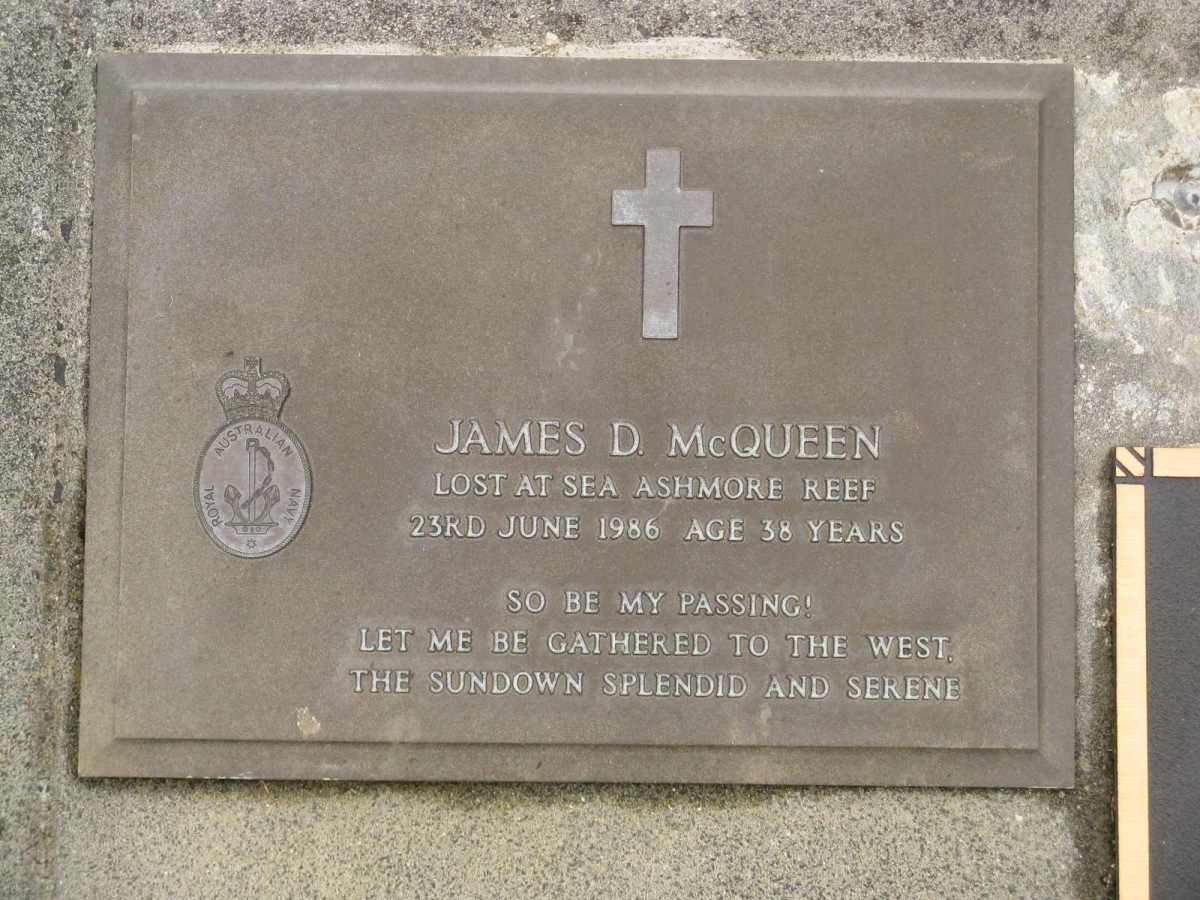 ROYAL AUSTRALIAN NAVY
JAMES D. McQUEEN
LOST AT SEA ASHMORE REEF
23RD JUNE 1986 AGE 38 YEARS
SO BE MY PASSING!
LET ME BE GATHERED TO THE WEST,
THE SUNDOWN SPLENDID AND SERENE